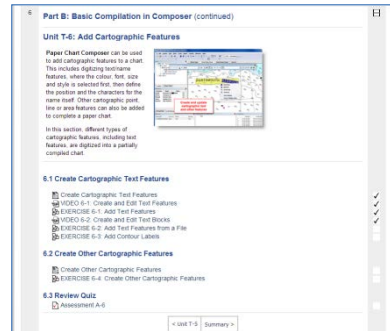 6
Part B: Basic Compilation in Composer (continued)
Unit T-6: Add Cartographic Features
Paper Chart Composer can be used
to add cartographic features to a chart.
This includes digitizing text/name
features, where the colour, font, size
and style is selected first, then define
the position and the characters for the
name itself. Other cartographic point,
line or area features can also be added
to complete a paper chart.
In this section, different types of
cartographic features, including text
features, are digitized into a partially
compiled chart.
6.1 Create Cartographic Text Features
Create Cartographic Text Features
VIDEO 6-1: Create and Edit Text Features
EXERCISE 6-1: Add Text Features
VIDEO 6-2: Create and Edit Text Blocks
EXERCISE 6-2: Add Text Features from a File
EXERCISE 6-3: Add Contour Labels
6.2 Create Other Cartographic Features
Create Other Cartographic Features
EXERCISE 6-4: Create Other Cartographic Features
6.3 Review Quiz
Assessment A-6
< Unit T-5 Summary >